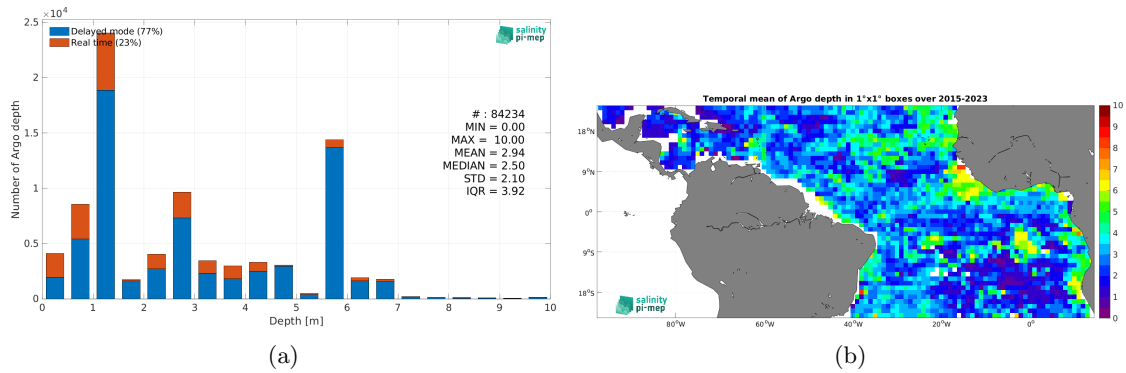 2.5 ×10⁴
2
1.5
1
0.5
0
Number of Argo depth
Delayed mode (77%)
Real time (23%)
salinity
pi-mep
# : 84234
MIN = 0.00
MAX = 10.00
MEAN = 2.94
MEDIAN = 2.50
STD = 2.10
IQR = 3.92
0 1 2 3 4 5 6 7 8 9 10
Depth [m]
(a)
Temporal mean of Argo depth in 1°x1° boxes over 2015-2023
18°N
9°N
0°
9°S
18°S
salinity
pi-mep
80°W 60°W 40°W 20°W 0°
10
9
8
7
6
5
4
3
2
1
0
(b)